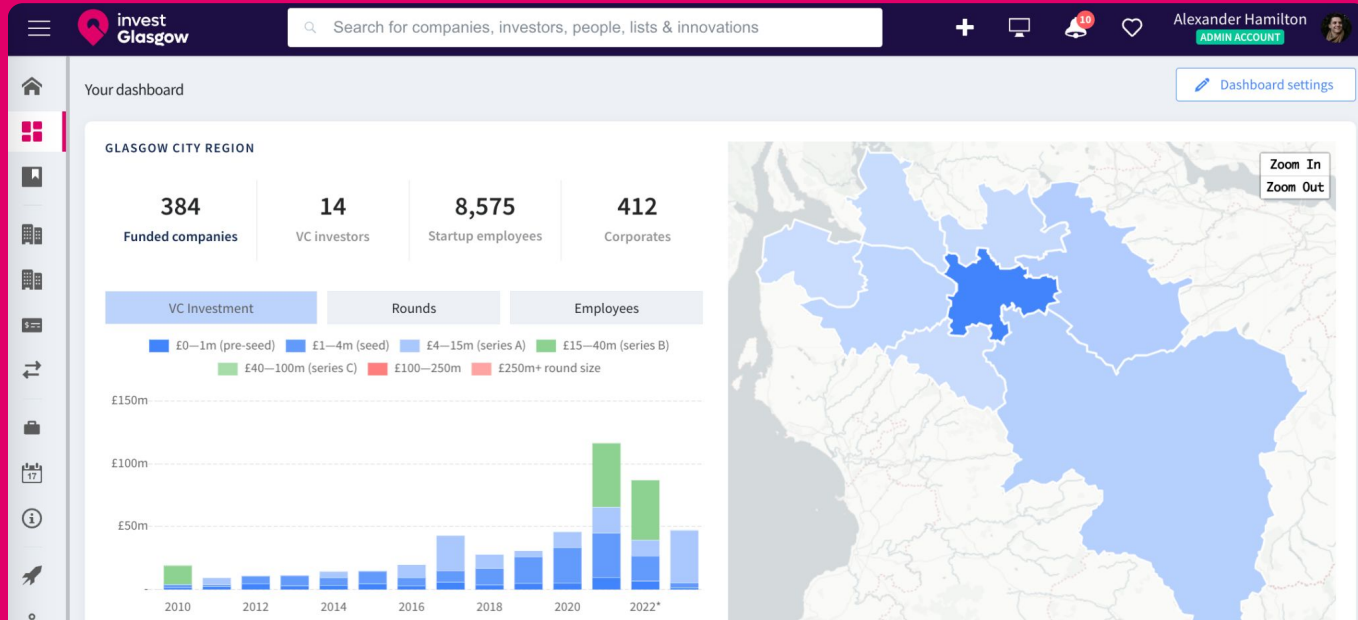 invest
Glasgow
Search for companies, investors, people, lists & innovations
10
Alexander Hamilton
ADMIN ACCOUNT
Your dashboard
Dashboard settings
GLASGOW CITY REGION
384 14 8,575 412
Funded companies VC investors Startup employees Corporates
VC Investment Rounds Employees
£0—1m (pre-seed) £1—4m (seed) £4—15m (series A) £15—40m (series B)
£40—100m (series C) £100—250m £250m+ round size
£150m
£100m
£50m
-
2010 2012 2014 2016 2018 2020 2022*
Zoom In
Zoom Out
17